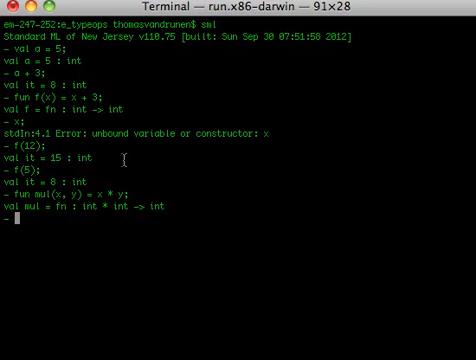 Terminal — run.x86-darwin — 91×28
em-247-252:e_typeops thomasvandrunen$ sml
Standard ML of New Jersey v110.75 [built: Sun Sep 30 07:51:58 2012]
- val a = 5;
val a = 5 : int
- a + 3;
val it = 8 : int
- fun f(x) = x + 3;
val f = fn : int -> int
- x;
stdIn:4.1 Error: unbound variable or constructor: x
- f(12);
val it = 15 : int
- f(5);
val it = 8 : int
- fun mul(x, y) = x * y;
val mul = fn : int * int -> int
-